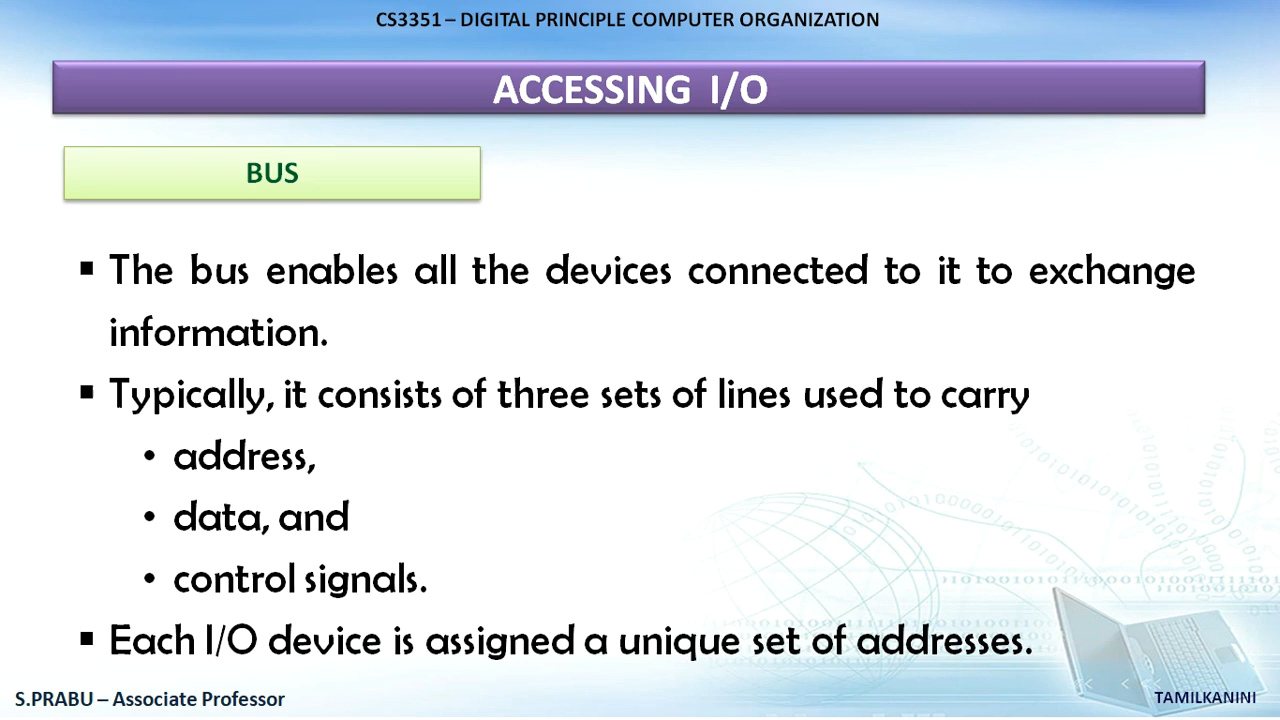 CS3351 – DIGITAL PRINCIPLE COMPUTER ORGANIZATION
ACCESSING I/O
BUS
▪ The bus enables all the devices connected to it to exchange
information.
▪ Typically, it consists of three sets of lines used to carry
• address,
• data, and
• control signals.
▪ Each I/O device is assigned a unique set of addresses.
S.PRABU – Associate Professor
TAMILKANINI